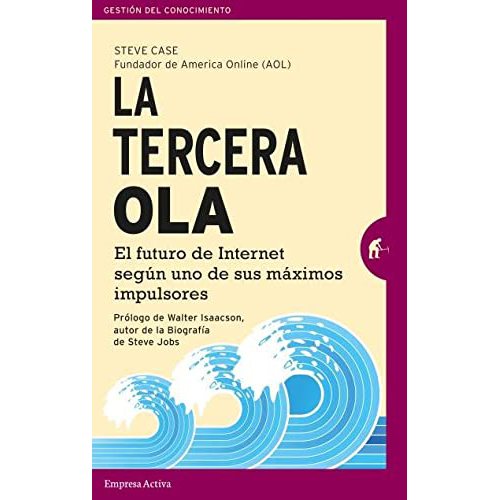 GESTIÓN DEL CONOCIMIENTO
STEVE CASE
Fundador de America Online (AOL)
LA
TERCERA
OLA
El futuro de Internet
según uno de sus máximos
impulsores
Prólogo de Walter Isaacson,
autor de la Biografía
de Steve Jobs
Empresa Activa